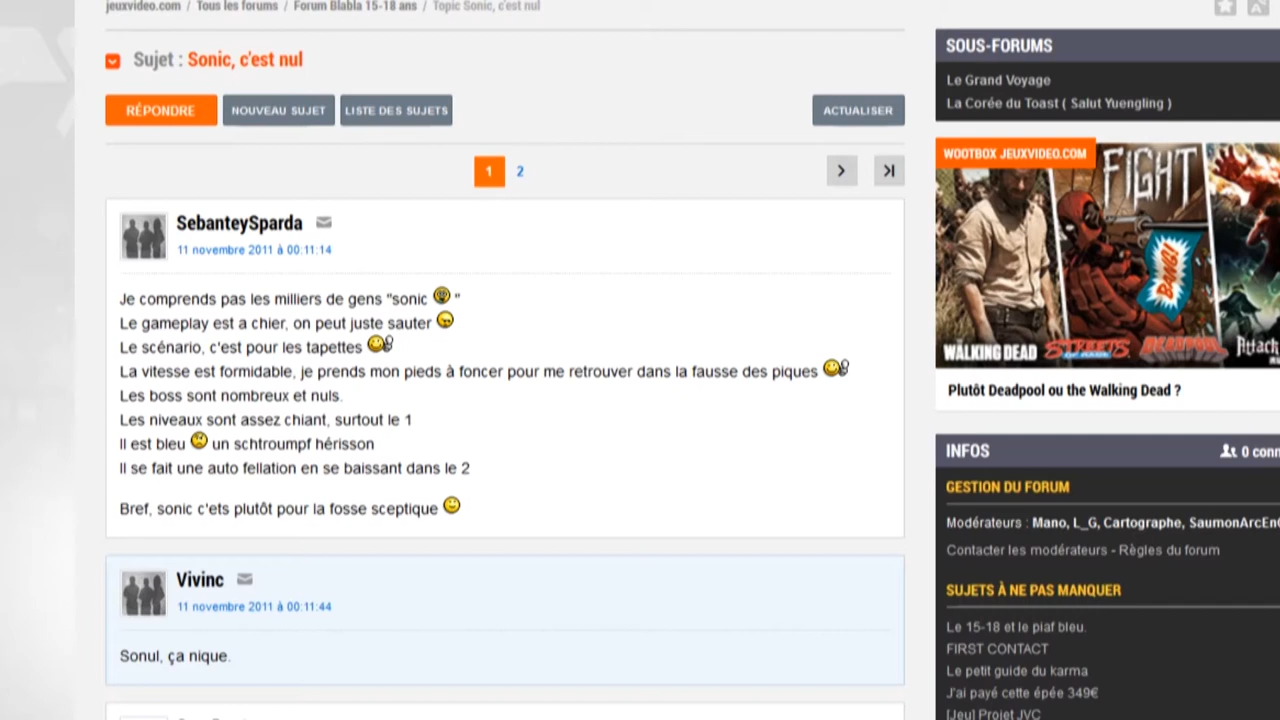 jeuxvideo.com / Tous les forums / Forum Blabla 15-18 ans / Topic Sonic, c'est nul
Sujet : Sonic, c'est nul
RÉPONDRE
NOUVEAU SUJET
LISTE DES SUJETS
ACTUALISER
1
2
SebanteySparda
11 novembre 2011 à 00:11:14
Je comprends pas les milliers de gens "sonic "
Le gameplay est a chier, on peut juste sauter
Le scénario, c'est pour les tapettes
La vitesse est formidable, je prends mon pieds à foncer pour me retrouver dans la fausse des piques
Les boss sont nombreux et nuls.
Les niveaux sont assez chiant, surtout le 1
Il est bleu un schtroumpf hérisson
Il se fait une auto fellation en se baissant dans le 2
Bref, sonic c'ets plutôt pour la fosse sceptique
Vivinc
11 novembre 2011 à 00:11:44
Sonul, ça nique.
SOUS-FORUMS
Le Grand Voyage
La Corée du Toast ( Salut Yuengling )
WOOTBOX JEUXVIDEO.COM
FIGHT
BANG!
WALKING DEAD
STREETS
DEADPOOL
Attack
Plutôt Deadpool ou the Walking Dead ?
INFOS
0 conn
GESTION DU FORUM
Modérateurs : Mano, L_G, Cartographe, SaumonArcEn
Contacter les modérateurs - Règles du forum
SUJETS À NE PAS MANQUER
Le 15-18 et le piaf bleu.
FIRST CONTACT
Le petit guide du karma
J'ai payé cette épée 349€
[Jeu] Projet JVC